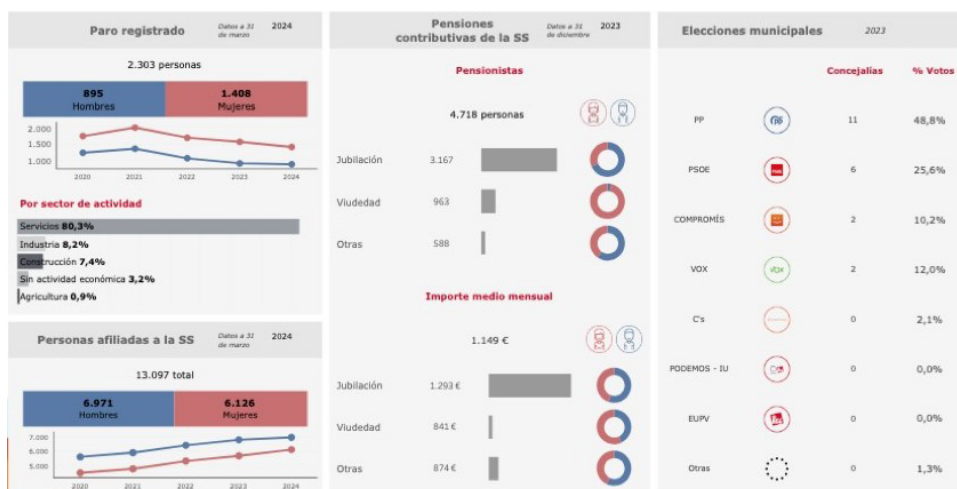 Paro registrado
Datos a 31 de marzo
2024
2.303 personas
895
Hombres
1.408
Mujeres
2.000
1.500
1.000
2020 2021 2022 2023 2024
Por sector de actividad
Servicios 80,3%
Industria 8,2%
Construcción 7,4%
Sin actividad económica 3,2%
Agricultura 0,9%
Personas afiliadas a la SS
Datos a 31 de marzo
2024
13.097 total
6.971
Hombres
6.126
Mujeres
7.000
6.000
5.000
2020 2021 2022 2023 2024
Pensiones
contributivas de la SS
Datos a 31 de diciembre
2023
Pensionistas
4.718 personas
Jubilación 3.167
Viudedad 963
Otras 588
Importe medio mensual
1.149 €
Jubilación 1.293 €
Viudedad 841 €
Otras 874 €
Elecciones municipales 2023
Concejalías % Votos
PP 11 48,8%
PSOE 6 25,6%
COMPROMÍS 2 10,2%
VOX VOX 2 12,0%
C's 0 2,1%
PODEMOS - IU 0 0,0%
EUPV 0 0,0%
Otras 0 1,3%